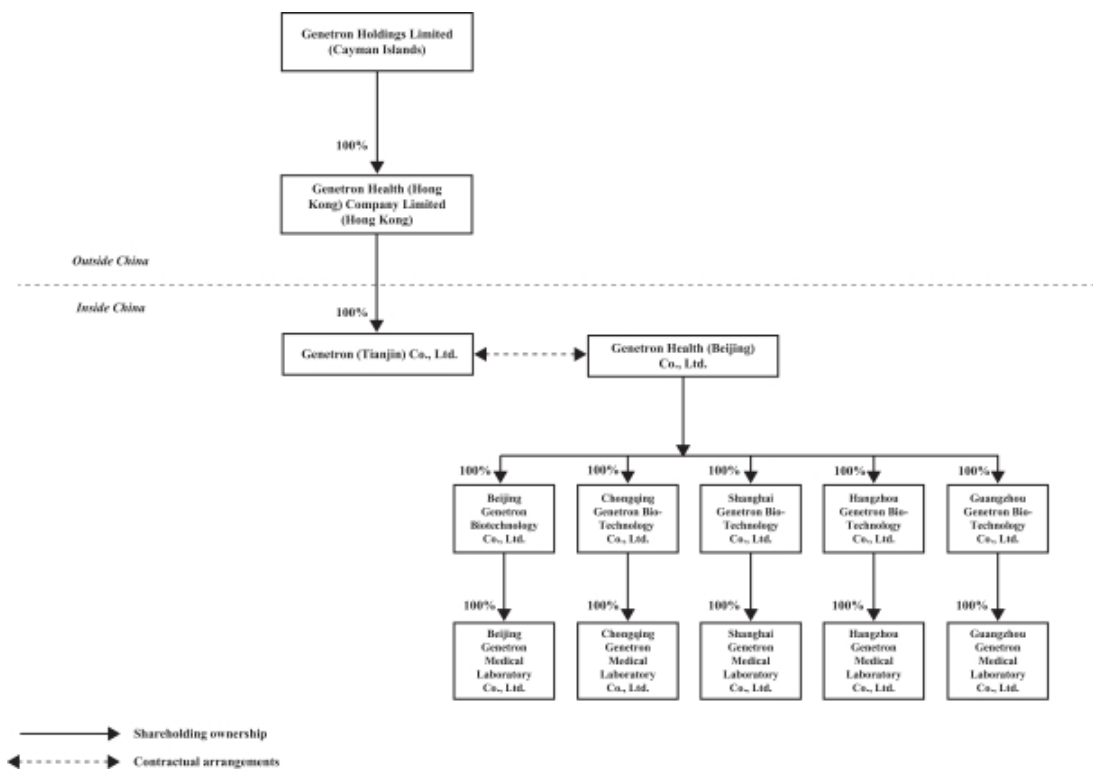 Genetron Holdings Limited
(Cayman Islands)
100%
Genetron Health (Hong
Kong) Company Limited
(Hong Kong)
Outside China
Inside China
100%
Genetron (Tianjin) Co., Ltd.
Genetron Health (Beijing)
Co., Ltd.
100%
100%
100%
100%
100%
Beijing
Genetron
Biotechnology
Co., Ltd.
Chongqing
Genetron Bio-
Technology
Co., Ltd.
Shanghai
Genetron Bio-
Technology
Co., Ltd.
Hangzhou
Genetron Bio-
Technology
Co., Ltd.
Guangzhou
Genetron Bio-
Technology
Co., Ltd.
100%
100%
100%
100%
100%
Beijing
Genetron
Medical
Laboratory
Co., Ltd.
Chongqing
Genetron
Medical
Laboratory
Co., Ltd.
Shanghai
Genetron
Medical
Laboratory
Co., Ltd.
Hangzhou
Genetron
Medical
Laboratory
Co., Ltd.
Guangzhou
Genetron
Medical
Laboratory
Co., Ltd.
Shareholding ownership
Contractual arrangements